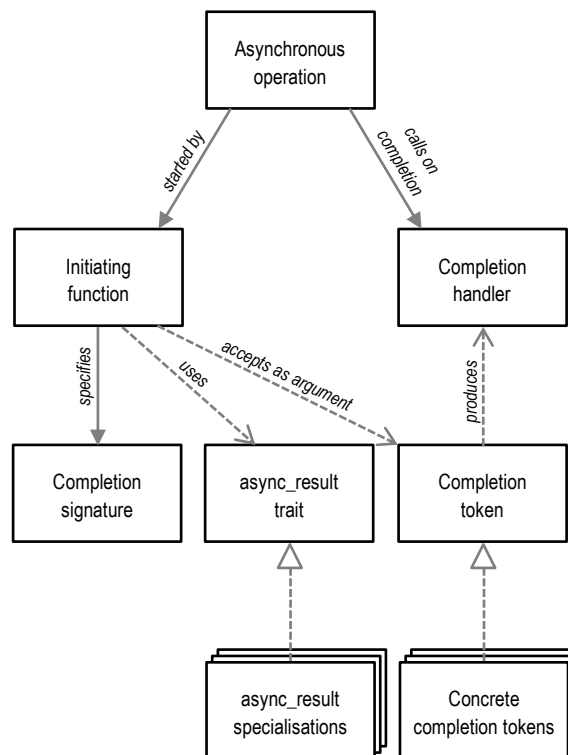 Asynchronous
operation
started by
calls on
completion
Initiating
function
Completion
handler
specifies
uses
accepts as argument
produces
Completion
signature
async_result
trait
Completion
token
async_result
specialisations
Concrete
completion tokens